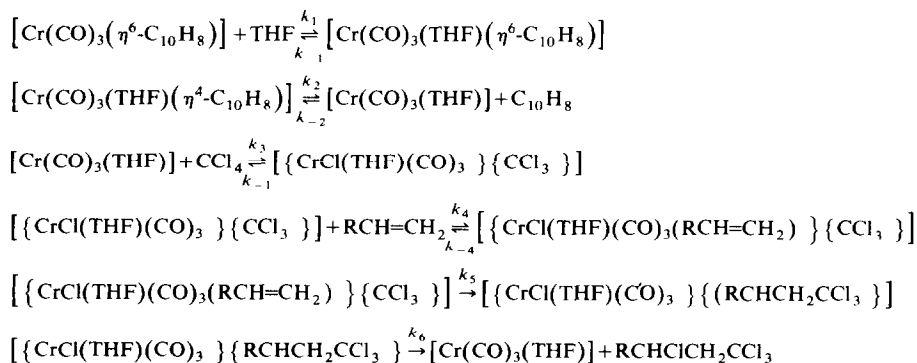 [Cr(CO)₃(η⁶-C₁₀H₈)] + THF ⇌ [Cr(CO)₃(THF)(η⁶-C₁₀H₈)] k₁ k₋₁
[Cr(CO)₃(THF)(η⁴-C₁₀H₈)] ⇌ [Cr(CO)₃(THF)] + C₁₀H₈ k₂ k₋₂
[Cr(CO)₃(THF)] + CCl₄ ⇌ [{CrCl(THF)(CO)₃}{CCl₃}] k₃ k₋₁
[{CrCl(THF)(CO)₃}{CCl₃}] + RCH=CH₂ ⇌ [{CrCl(THF)(CO)₃(RCH=CH₂)}{CCl₃}] k₄ k₋₄
[{CrCl(THF)(CO)₃(RCH=CH₂)}{CCl₃}] → [{CrCl(THF)(CO)₃}{(RCHCH₂CCl₃}] k₅
[{CrCl(THF)(CO)₃}{RCHCH₂CCl₃} → [Cr(CO)₃(THF)] + RCHClCH₂CCl₃ k₆